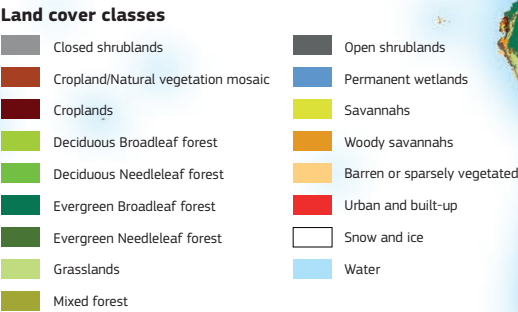 Land cover classes
Closed shrublands
Cropland/Natural vegetation mosaic
Croplands
Deciduous Broadleaf forest
Deciduous Needleleaf forest
Evergreen Broadleaf forest
Evergreen Needleleaf forest
Grasslands
Mixed forest
Open shrublands
Permanent wetlands
Savannahs
Woody savannahs
Barren or sparsely vegetated
Urban and built-up
Snow and ice
Water